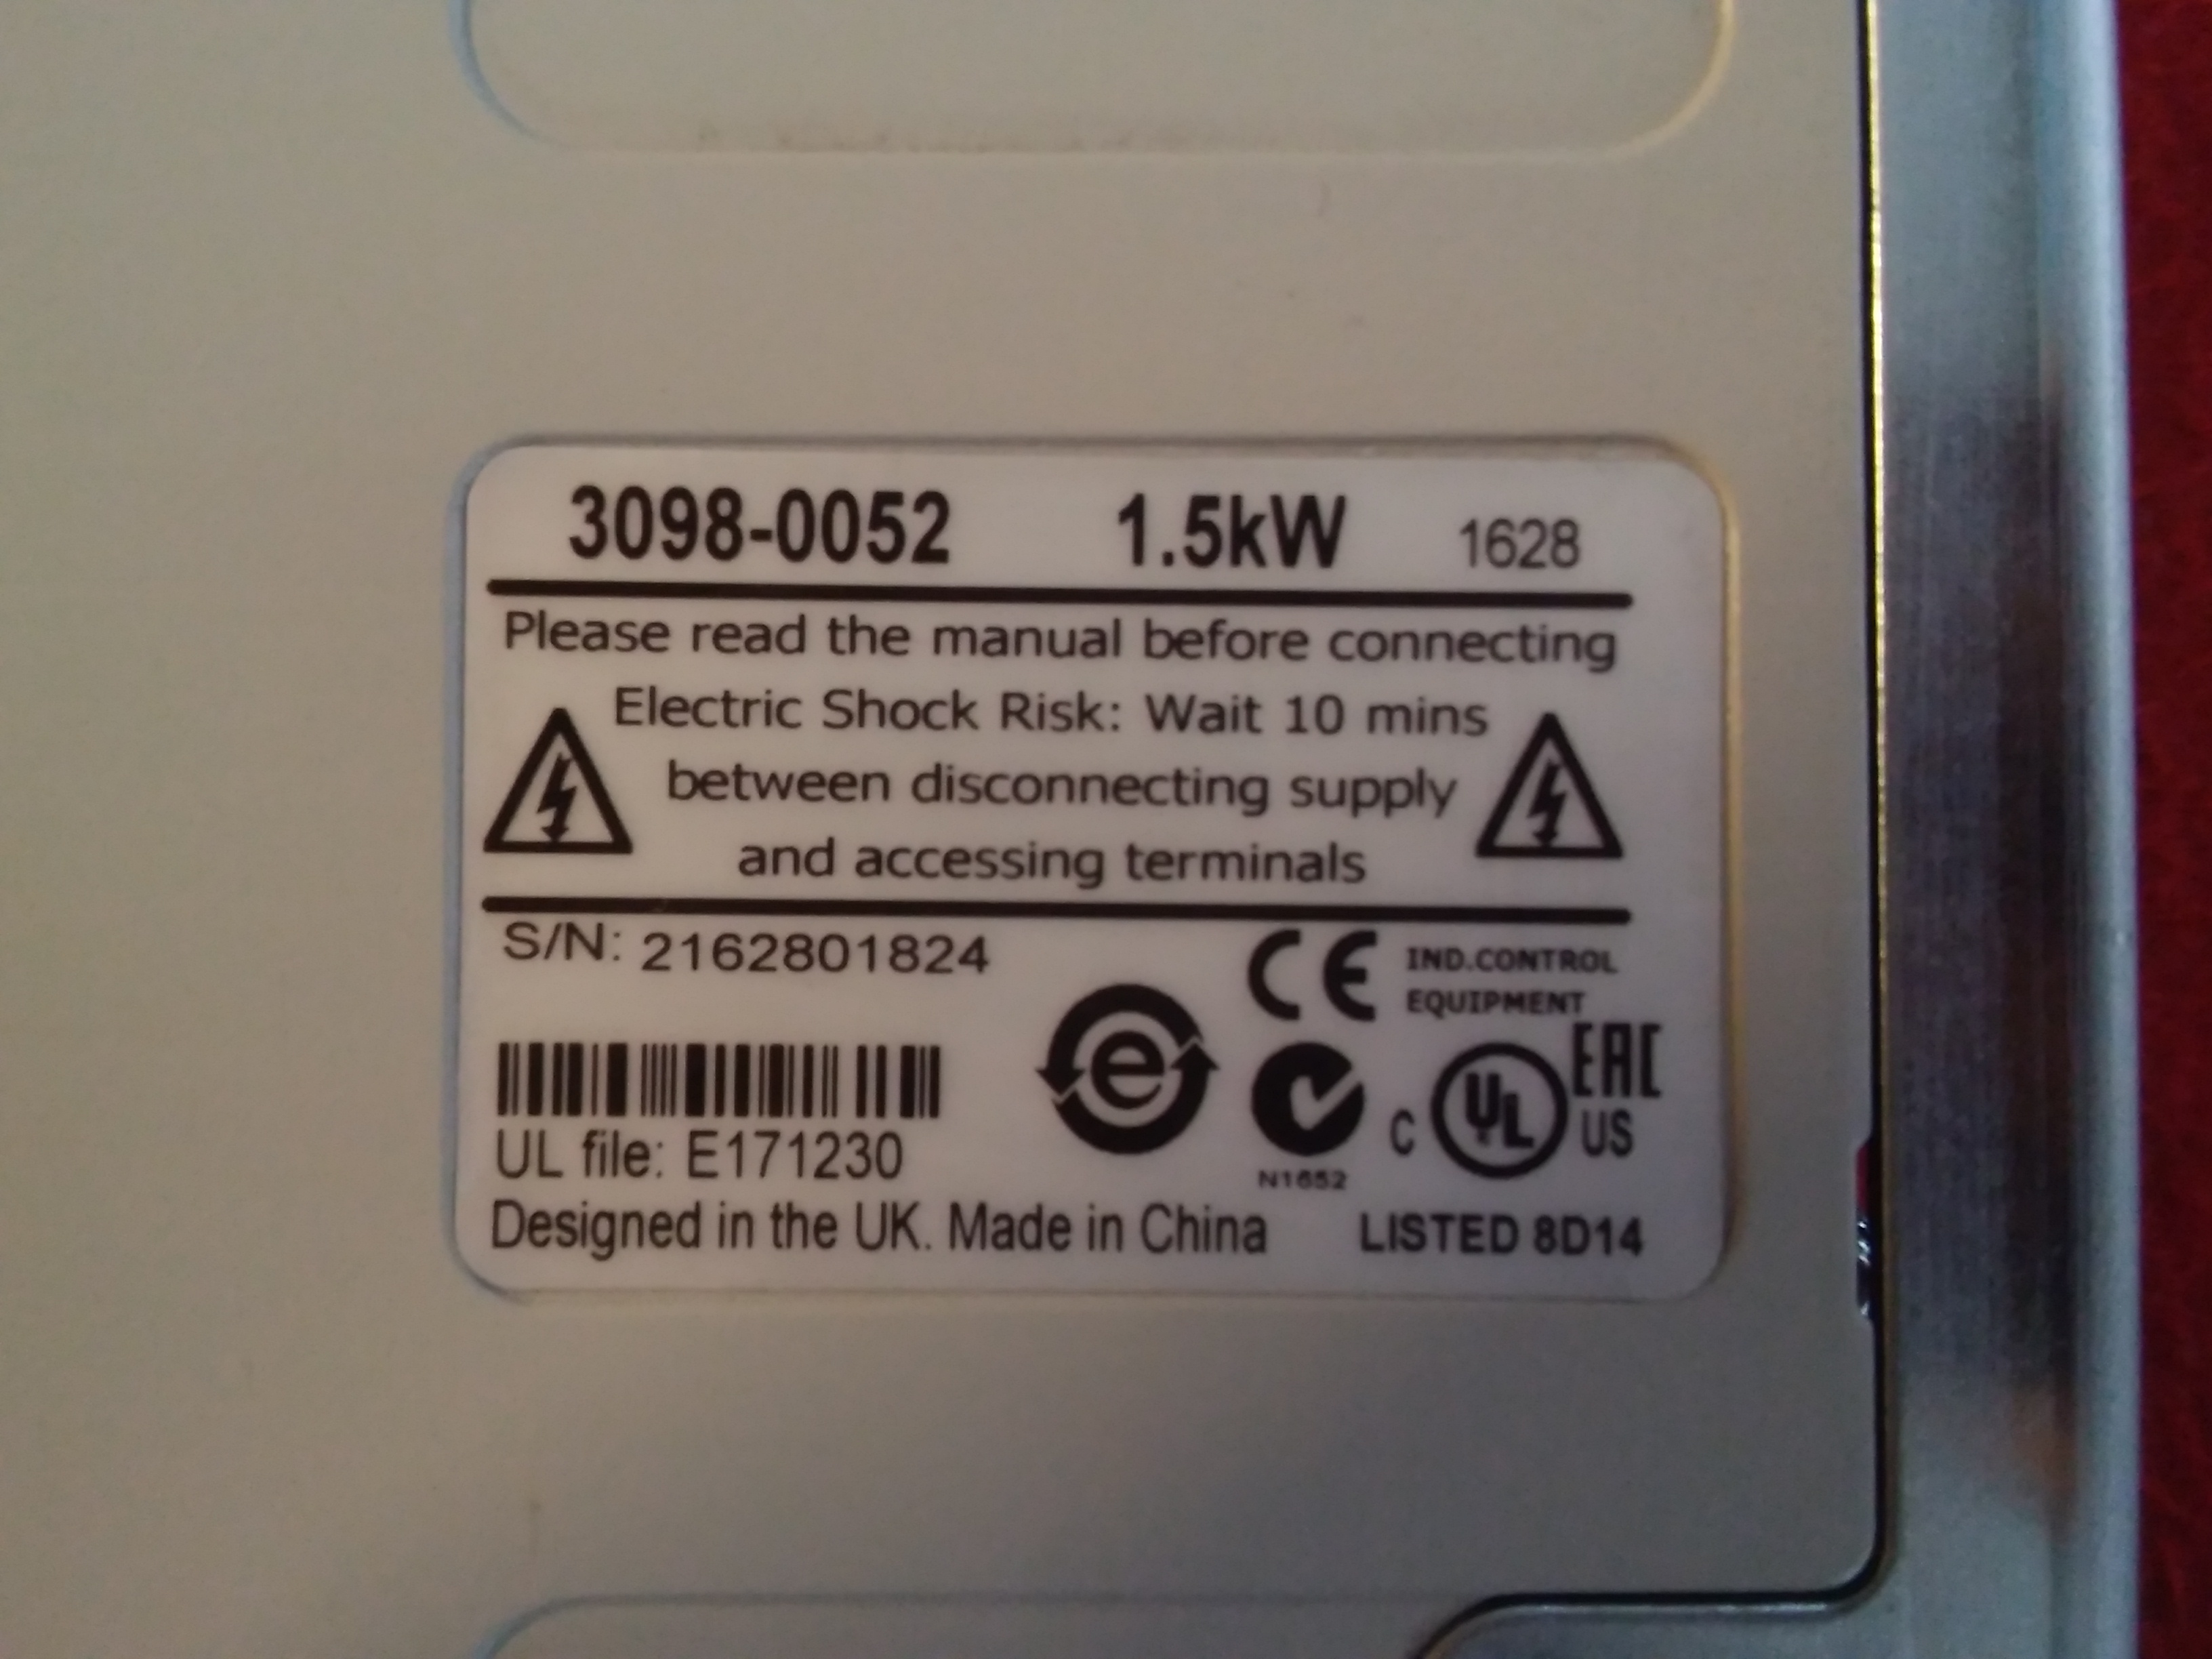 3098-0052 1.5kW 1628
Please read the manual before connecting
Electric Shock Risk: Wait 10 mins
between disconnecting supply
and accessing terminals
S/N: 2162801824
CE IND.CONTROL
EQUIPMENT
e
EAC
C UL US
N1652
UL file: E171230
Designed in the UK. Made in China LISTED 8D14